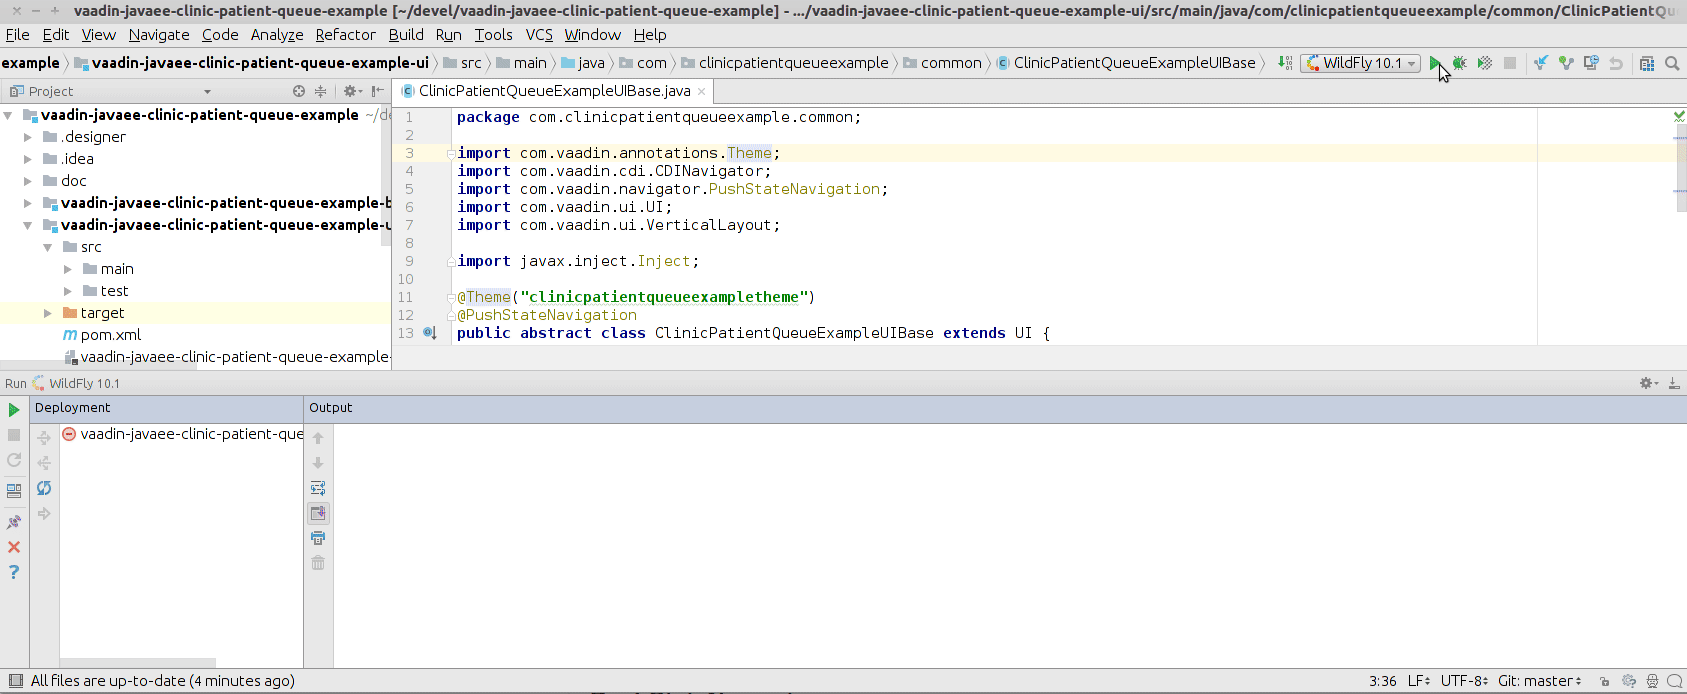 vaadin-javaee-clinic-patient-queue-example [~/devel/vaadin-javaee-clinic-patient-queue-example] - .../vaadin-javaee-clinic-patient-queue-example-ui/src/main/java/com/clinicpatientqueueexample/common/ClinicPatientQu
File Edit View Navigate Code Analyze Refactor Build Run Tools VCS Window Help
example vaadin-javaee-clinic-patient-queue-example-ui src main java com clinicpatientqueueexample common ClinicPatientQueueExampleUIBase WildFly 10.1
Project ClinicPatientQueueExampleUIBase.java
vaadin-javaee-clinic-patient-queue-example ~/de
.designer
.idea
doc
vaadin-javaee-clinic-patient-queue-example-b
vaadin-javaee-clinic-patient-queue-example-u
src
main
test
target
pom.xml
vaadin-javaee-clinic-patient-queue-example-
1 package com.clinicpatientqueueexample.common;
2
3 import com.vaadin.annotations.Theme;
4 import com.vaadin.cdi.CDINavigator;
5 import com.vaadin.navigator.PushStateNavigation;
6 import com.vaadin.ui.UI;
7 import com.vaadin.ui.VerticalLayout;
8
9 import javax.inject.Inject;
10
11 @Theme("clinicpatientqueueexampletheme")
12 @PushStateNavigation
13 public abstract class ClinicPatientQueueExampleUIBase extends UI {
Run WildFly 10.1
Deployment Output
vaadin-javaee-clinic-patient-que
All files are up-to-date (4 minutes ago) 3:36 LF UTF-8 Git: master